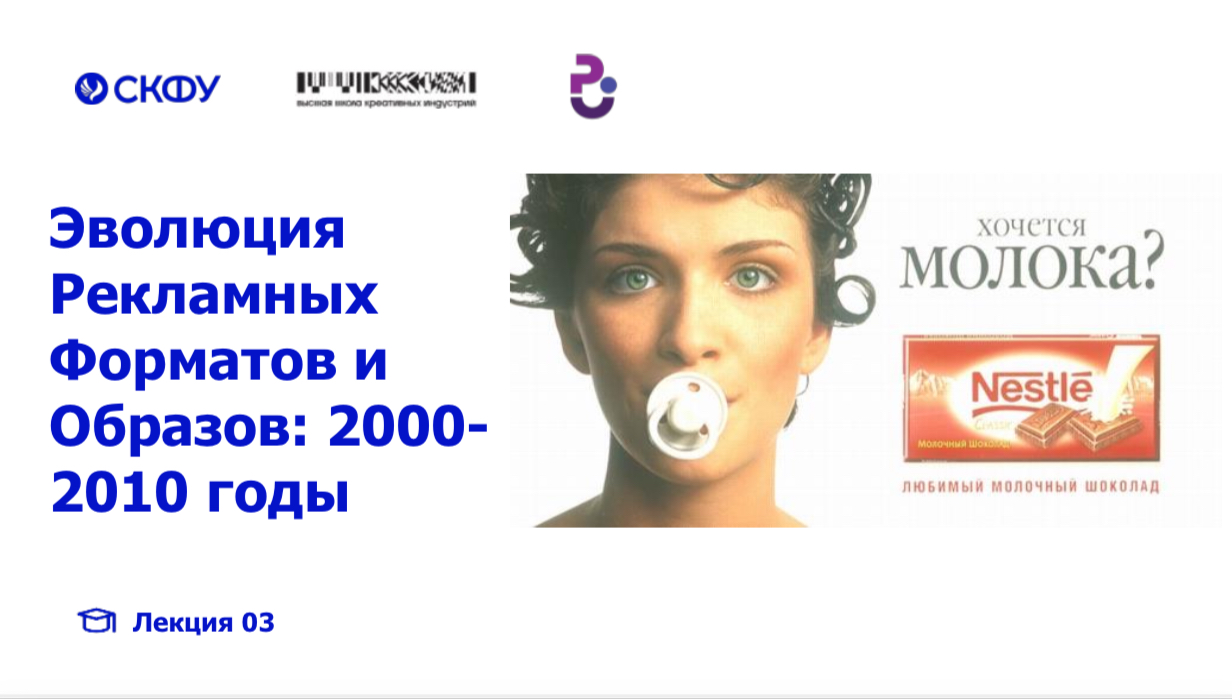 СКФУ
высшая школа креативных индустрий
Эволюция
Рекламных
Форматов и
Образов: 2000-
2010 годы
хочется
молока?
Nestlé
Classic
Молочный Шоколад
ЛЮБИМЫЙ МОЛОЧНЫЙ ШОКОЛАД
Лекция 03